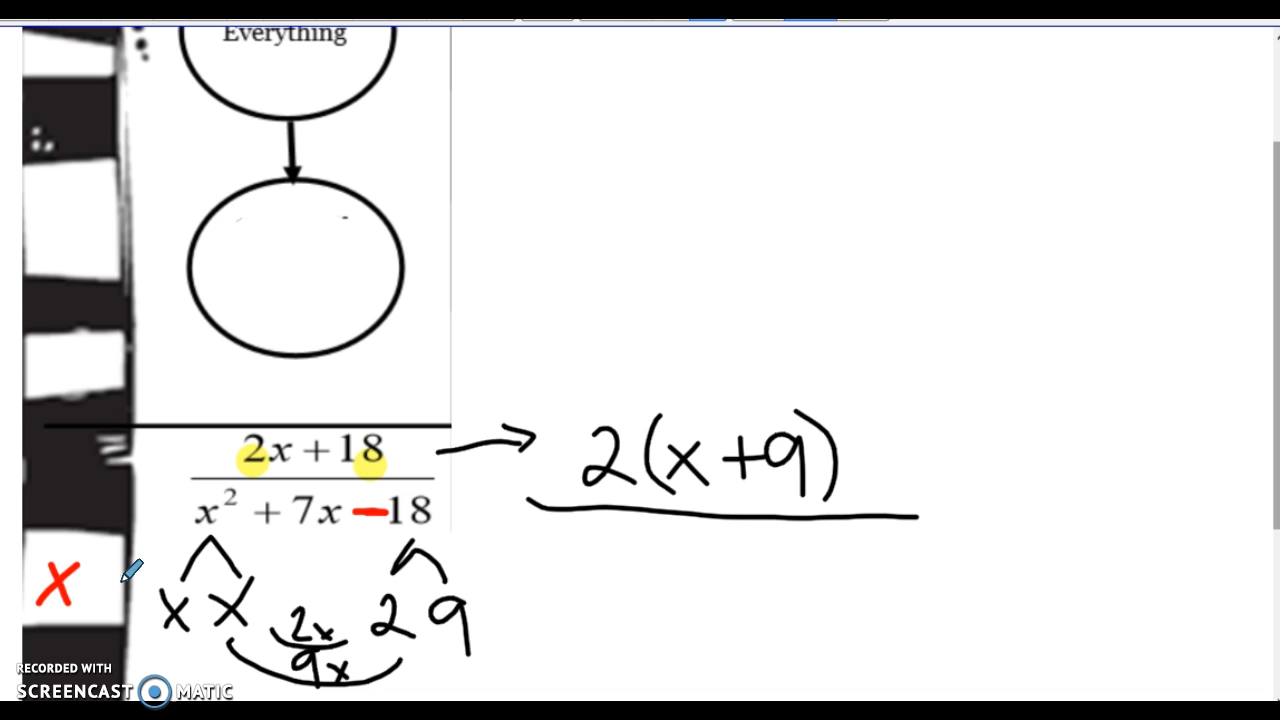 Everything
2x + 18 → 2(x+9)
x² + 7x - 18
x
x x 2 9
2x
9x
RECORDED WITH
SCREENCAST MATIC